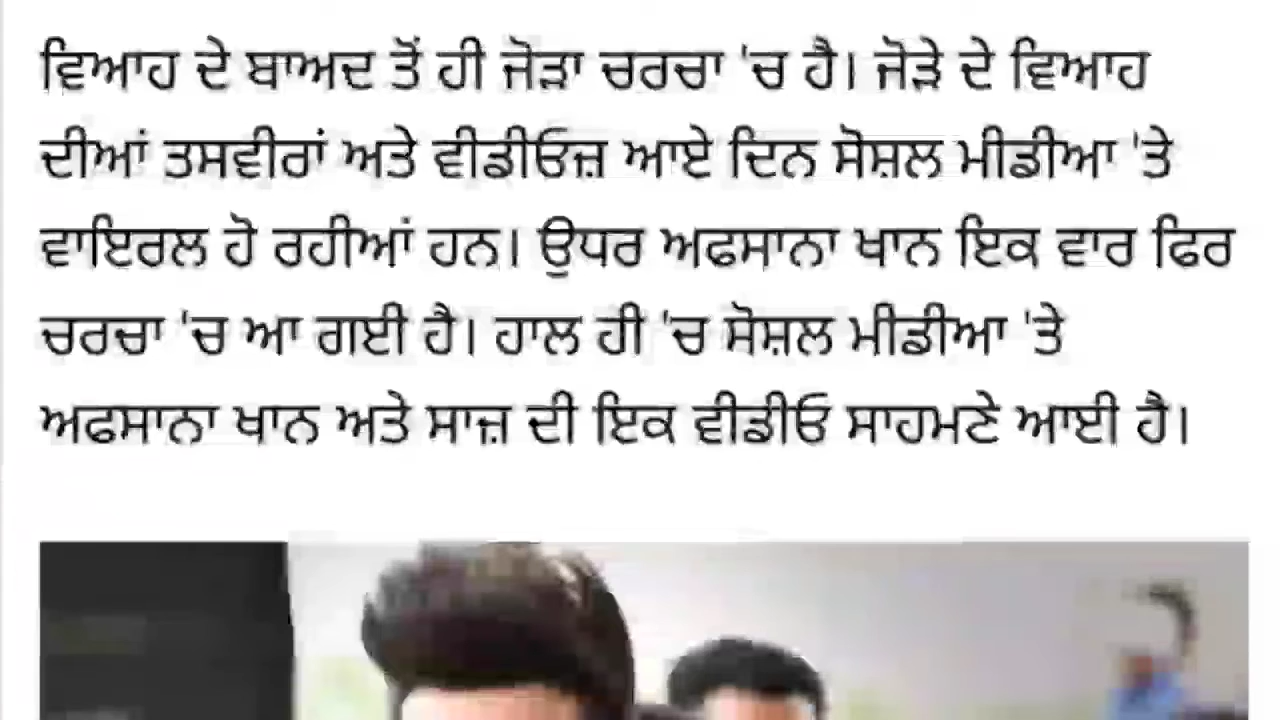 ਵਿਆਹ ਦੇ ਬਾਅਦ ਤੋਂ ਹੀ ਜੋੜਾ ਚਰਚਾ 'ਚ ਹੈ। ਜੋੜੇ ਦੇ ਵਿਆਹ
ਦੀਆਂ ਤਸਵੀਰਾਂ ਅਤੇ ਵੀਡੀਓਜ਼ ਆਏ ਦਿਨ ਸੋਸ਼ਲ ਮੀਡੀਆ 'ਤੇ
ਵਾਇਰਲ ਹੋ ਰਹੀਆਂ ਹਨ। ਉਧਰ ਅਫਸਾਨਾ ਖਾਨ ਇਕ ਵਾਰ ਫਿਰ
ਚਰਚਾ 'ਚ ਆ ਗਈ ਹੈ। ਹਾਲ ਹੀ 'ਚ ਸੋਸ਼ਲ ਮੀਡੀਆ 'ਤੇ
ਅਫਸਾਨਾ ਖਾਨ ਅਤੇ ਸਾਜ਼ ਦੀ ਇਕ ਵੀਡੀਓ ਸਾਹਮਣੇ ਆਈ ਹੈ।